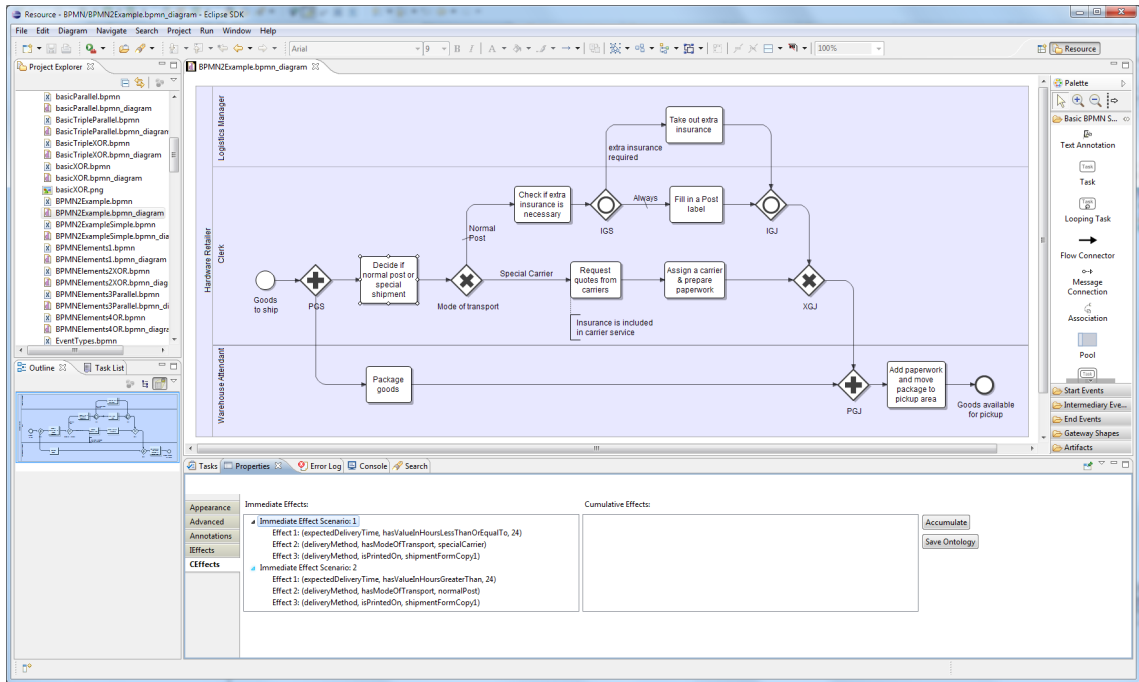 Resource - BPMN/BPMN2Example.bpmn_diagram - Eclipse SDK
File Edit Diagram Navigate Search Project Run Window Help
Arial
9
B I A
100%
Resource
Project Explorer
basicParallel.bpmn
basicParallel.bpmn_diagram
BasicTripleParallel.bpmn
BasicTripleParallel.bpmn_diagran
BasicTripleXOR.bpmn
BasicTripleXOR.bpmn_diagram
basicXOR.bpmn
basicXOR.bpmn_diagram
basicXOR.png
BPMN2Example.bpmn
BPMN2Example.bpmn_diagram
BPMN2ExampleSimple.bpmn
BPMN2ExampleSimple.bpmn_dia
BPMNElements1.bpmn
BPMNElements1.bpmn_diagram
BPMNElements2XOR.bpmn
BPMNElements2XOR.bpmn_diag
BPMNElements3Parallel.bpmn
BPMNElements3Parallel.bpmn_di
BPMNElements4OR.bpmn
BPMNElements4OR.bpmn_diagra
EventTypes.bpmn
Outline
Task List
BPMN2Example.bpmn_diagram
Hardware Retailer
Logistics Manager
Take out extra
insurance
extra insurance
required
Clerk
Check if extra
insurance is
necessary
IGS
Always
Fill in a Post
label
IGJ
Normal
Post
Goods
to ship
PGS
Decide if
normal post or
special
shipment
Mode of transport
Special Carrier
Request
quotes from
carriers
Assign a carrier
& prepare
paperwork
XGJ
Insurance is included
in carrier service
Warehouse Attendant
Package
goods
PGJ
Add paperwork
and move
package to
pickup area
Goods available
for pickup
Palette
Basic BPMN S...
Text Annotation
Task
Task
Task
Looping Task
Flow Connector
Message
Connection
Association
Pool
Task
Start Events
Intermediary Eve...
End Events
Gateway Shapes
Artifacts
Tasks
Properties
Error Log
Console
Search
Appearance
Advanced
Annotations
IEffects
CEffects
Immediate Effects:
Immediate Effect Scenario: 1
Effect 1: (expectedDeliveryTime, hasValueInHoursLessThanOrEqualTo, 24)
Effect 2: (deliveryMethod, hasModeOfTransport, specialCarrier)
Effect 3: (deliveryMethod, isPrintedOn, shipmentFormCopy1)
Immediate Effect Scenario: 2
Effect 1: (expectedDeliveryTime, hasValueInHoursGreaterThan, 24)
Effect 2: (deliveryMethod, hasModeOfTransport, normalPost)
Effect 3: (deliveryMethod, isPrintedOn, shipmentFormCopy1)
Cumulative Effects:
Accumulate
Save Ontology